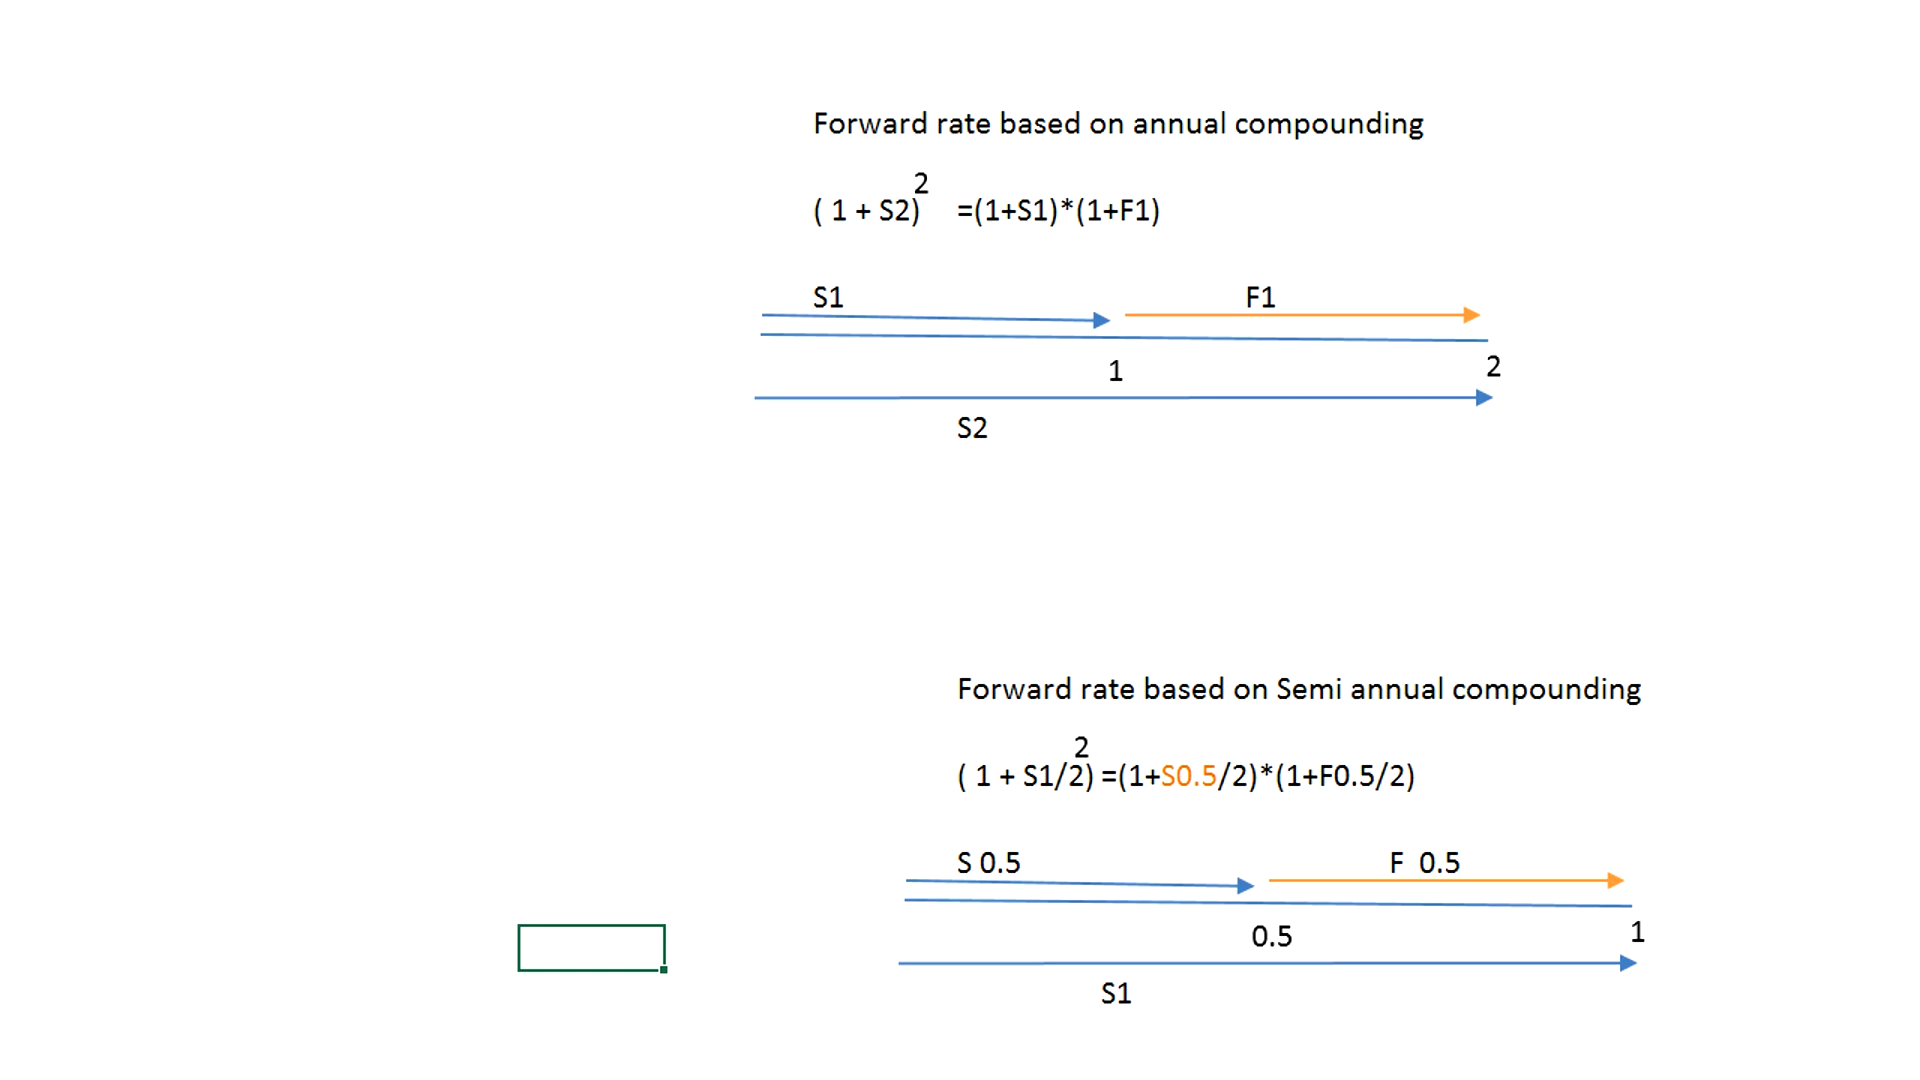 Forward rate based on annual compounding
2
( 1 + S2) =(1+S1)*(1+F1)
S1 F1
1 2
S2
Forward rate based on Semi annual compounding
2
( 1 + S1/2) =(1+S0.5/2)*(1+F0.5/2)
S 0.5 F 0.5
0.5 1
S1